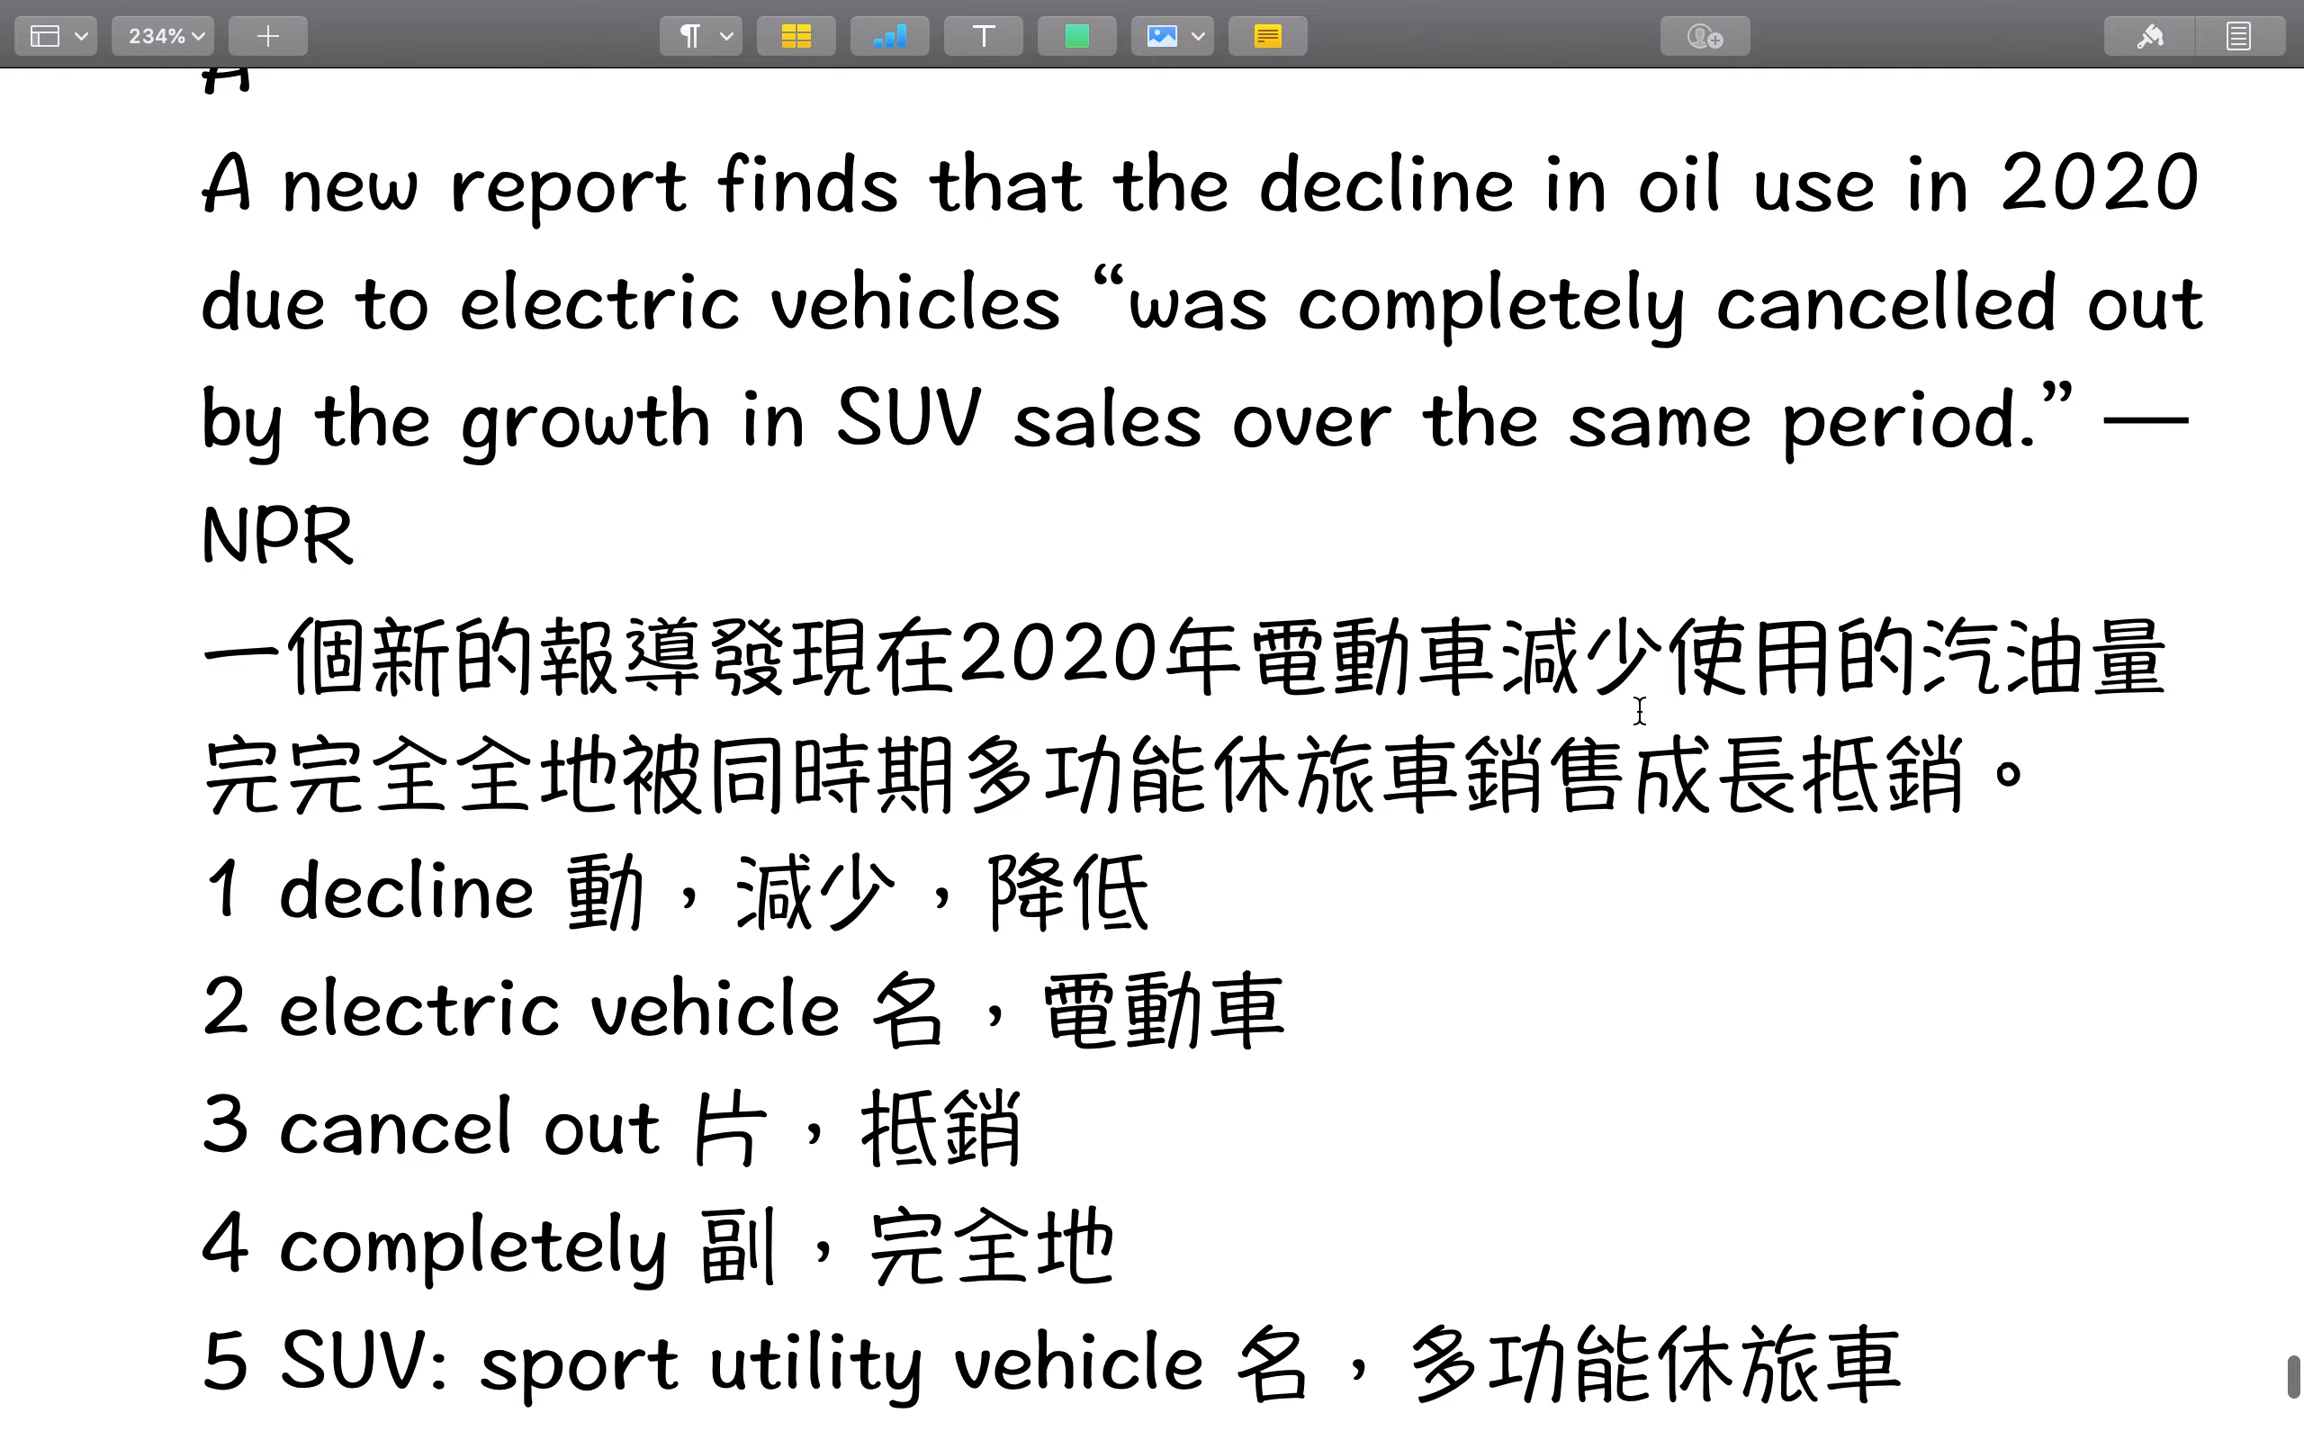 234%
A
A new report finds that the decline in oil use in 2020
due to electric vehicles “was completely cancelled out
by the growth in SUV sales over the same period.” —
NPR
一個新的報導發現在2020年電動車減少使用的汽油量
完完全全地被同時期多功能休旅車銷售成長抵銷。
1 decline 動，減少，降低
2 electric vehicle 名，電動車
3 cancel out 片，抵銷
4 completely 副，完全地
5 SUV: sport utility vehicle 名，多功能休旅車